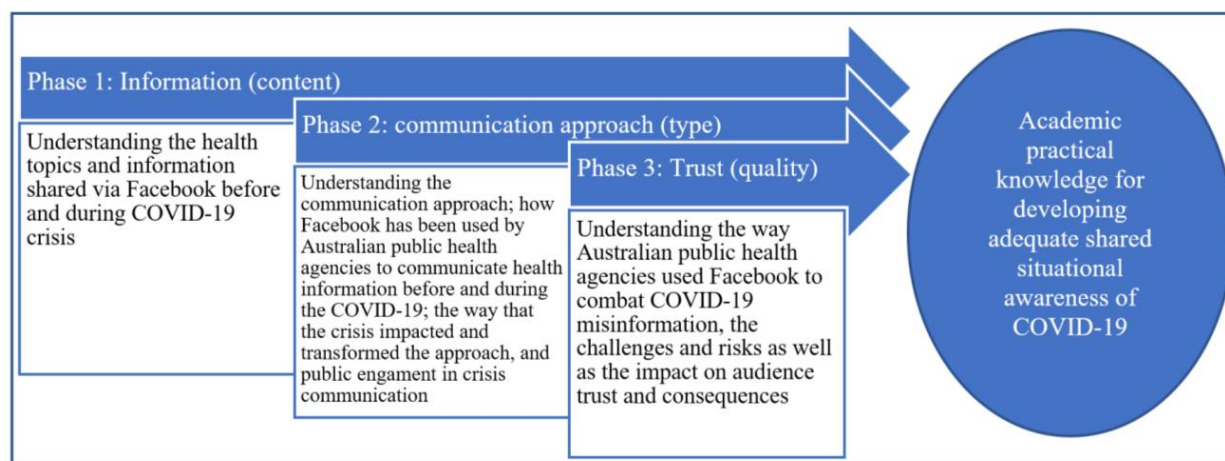 Phase 1: Information (content)
Understanding the health
topics and information
shared via Facebook before
and during COVID-19
crisis
Phase 2: communication approach (type)
Understanding the
communication approach; how
Facebook has been used by
Australian public health
agencies to communicate health
information before and during
the COVID-19; the way that
the crisis impacted and
transformed the approach, and
public engament in crisis
communication
Phase 3: Trust (quality)
Understanding the way
Australian public health
agencies used Facebook to
combat COVID-19
misinformation, the
challenges and risks as well
as the impact on audience
trust and consequences
Academic
practical
knowledge for
developing
adequate shared
situational
awareness of
COVID-19